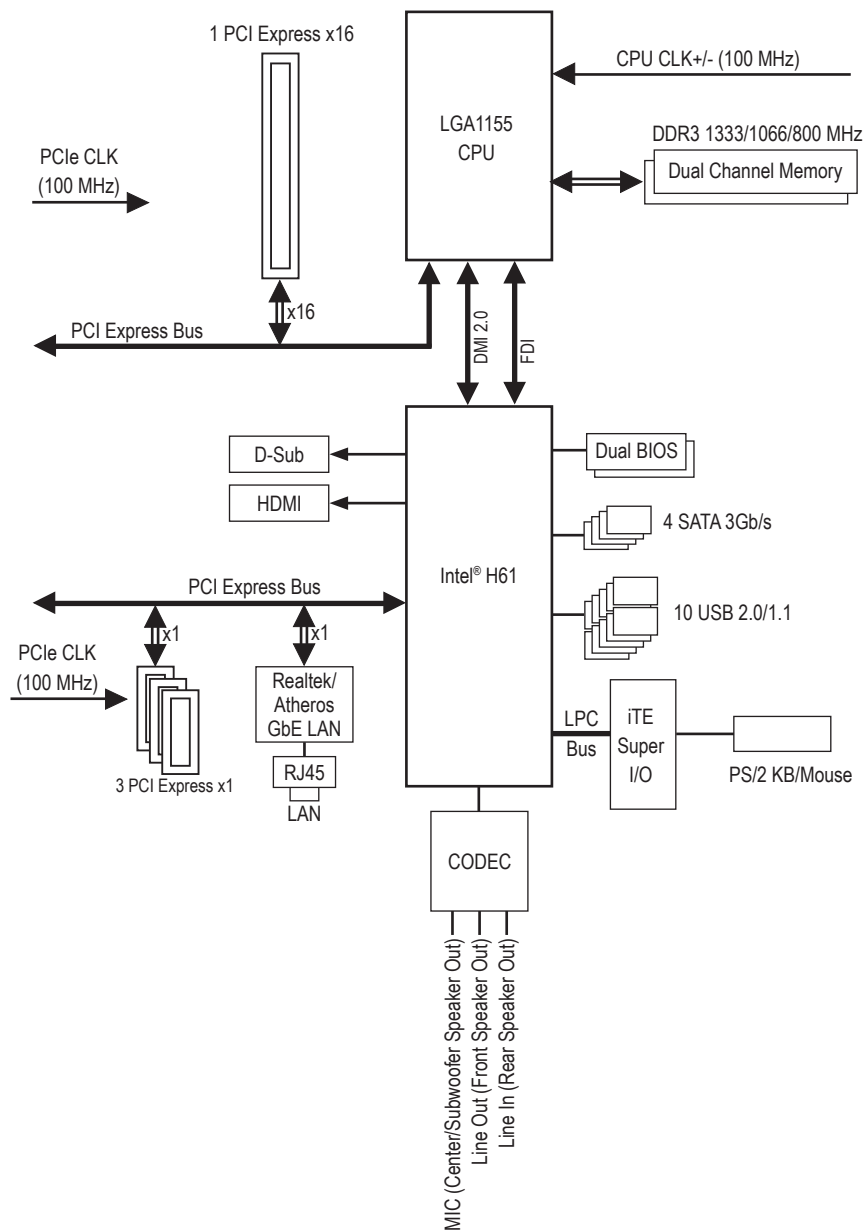 1 PCI Express x16
CPU CLK+/- (100 MHz)
LGA1155
CPU
DDR3 1333/1066/800 MHz
Dual Channel Memory
PCIe CLK
(100 MHz)
x16
PCI Express Bus
DMI 2.0
FDI
D-Sub
Dual BIOS
HDMI
4 SATA 3Gb/s
Intel® H61
PCI Express Bus
10 USB 2.0/1.1
x1
x1
PCIe CLK
(100 MHz)
Realtek/
Atheros
GbE LAN
LPC
Bus
iTE
Super
I/O
RJ45
PS/2 KB/Mouse
3 PCI Express x1
LAN
CODEC
MIC (Center/Subwoofer Speaker Out)
Line Out (Front Speaker Out)
Line In (Rear Speaker Out)